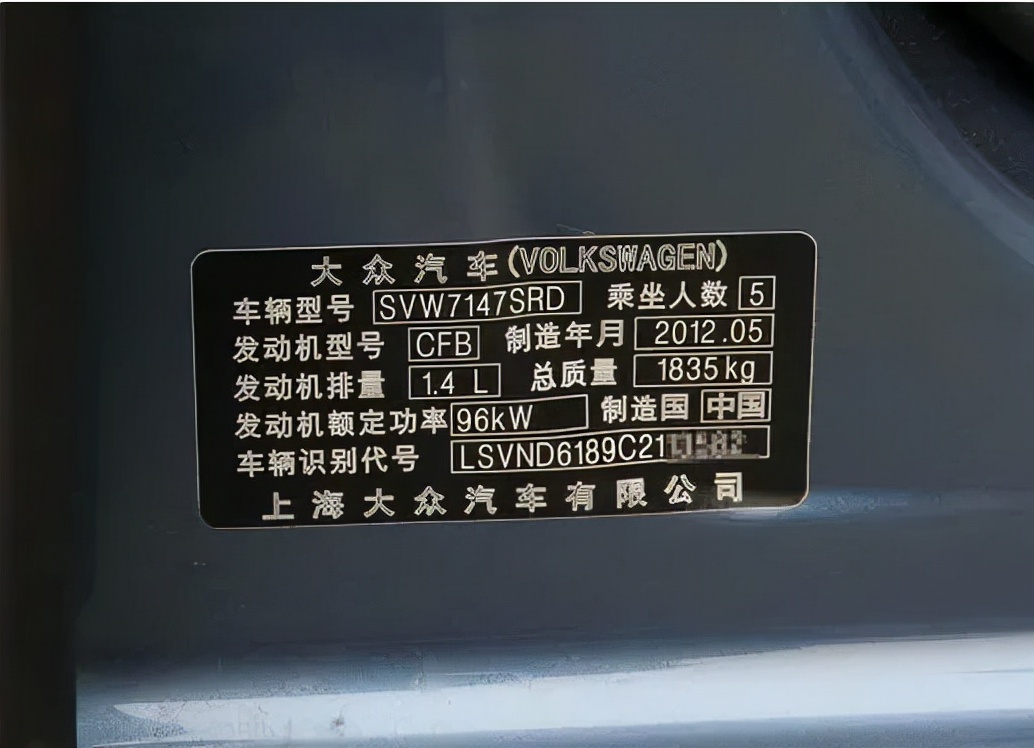 大众汽车(VOLKSWAGEN)
车辆型号 SVW7147SRD 乘坐人数 5
发动机型号 CFB 制造年月 2012.05
发动机排量 1.4 L 总质量 1835kg
发动机额定功率 96kW 制造国 中国
车辆识别代号 LSVND6189C21
上海大众汽车有限公司